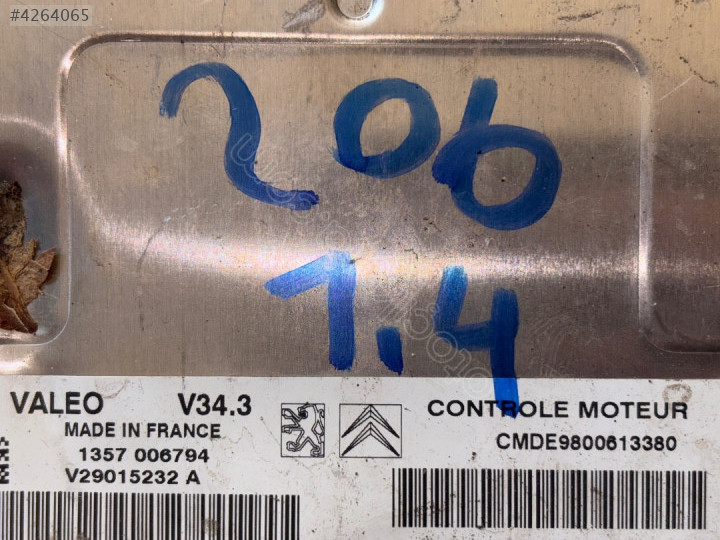 #4264065
206
1.4
VALEO V34.3
MADE IN FRANCE
1357 006794
V29015232 A
CONTROLE MOTEUR
CMDE9800613380